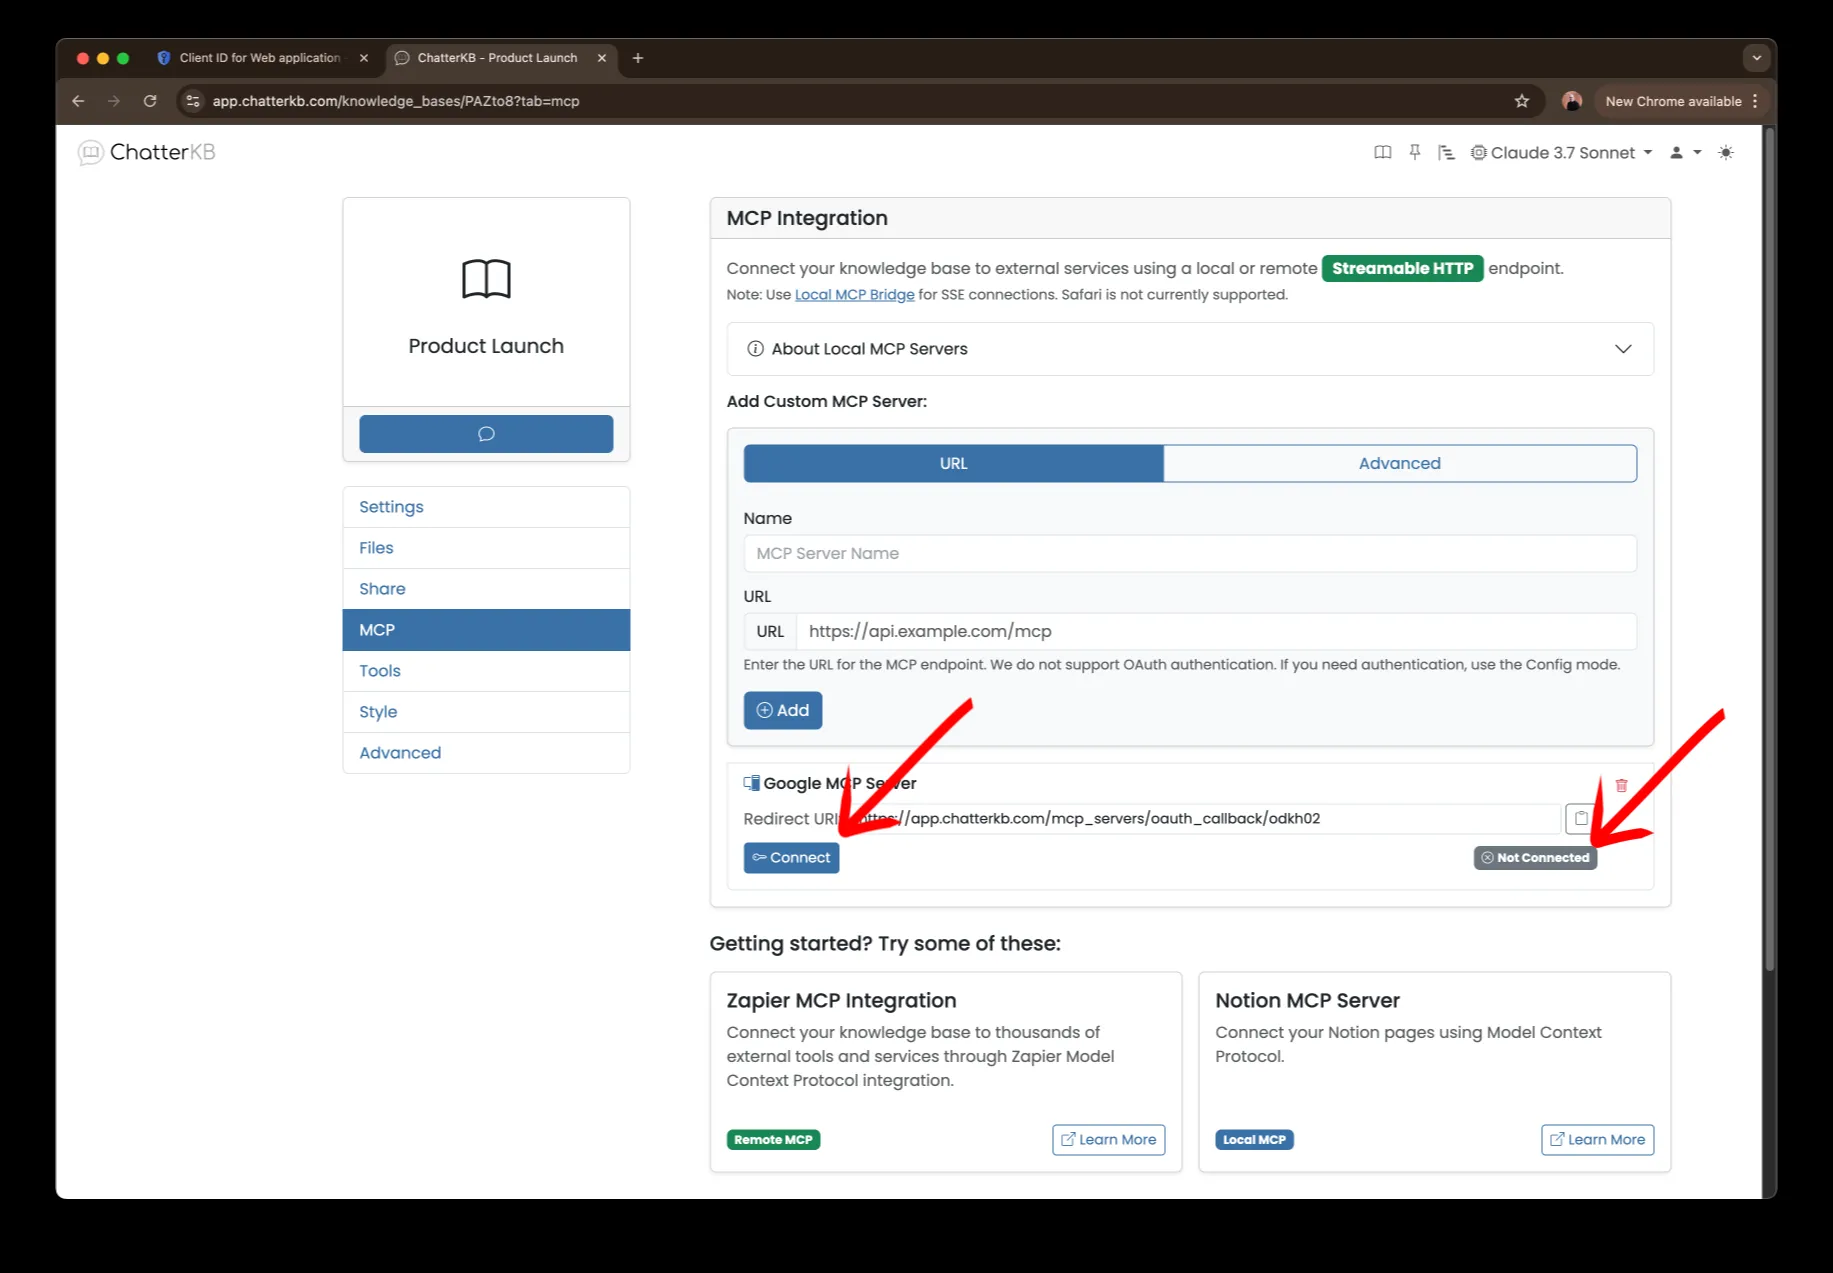 Client ID for Web application
ChatterKB - Product Launch
app.chatterkb.com/knowledge_bases/PAZto8?tab=mcp
New Chrome available
ChatterKB
Claude 3.7 Sonnet
Product Launch
Settings
Files
Share
MCP
Tools
Style
Advanced
MCP Integration
Connect your knowledge base to external services using a local or remote Streamable HTTP endpoint.
Note: Use Local MCP Bridge for SSE connections. Safari is not currently supported.
About Local MCP Servers
Add Custom MCP Server:
URL
Advanced
Name
MCP Server Name
URL
URL https://api.example.com/mcp
Enter the URL for the MCP endpoint. We do not support OAuth authentication. If you need authentication, use the Config mode.
Add
Google MCP Server
Redirect URI: https://app.chatterkb.com/mcp_servers/oauth_callback/odkh02
Connect
Not Connected
Getting started? Try some of these:
Zapier MCP Integration
Connect your knowledge base to thousands of
external tools and services through Zapier Model
Context Protocol integration.
Remote MCP
Learn More
Notion MCP Server
Connect your Notion pages using Model Context
Protocol.
Local MCP
Learn More